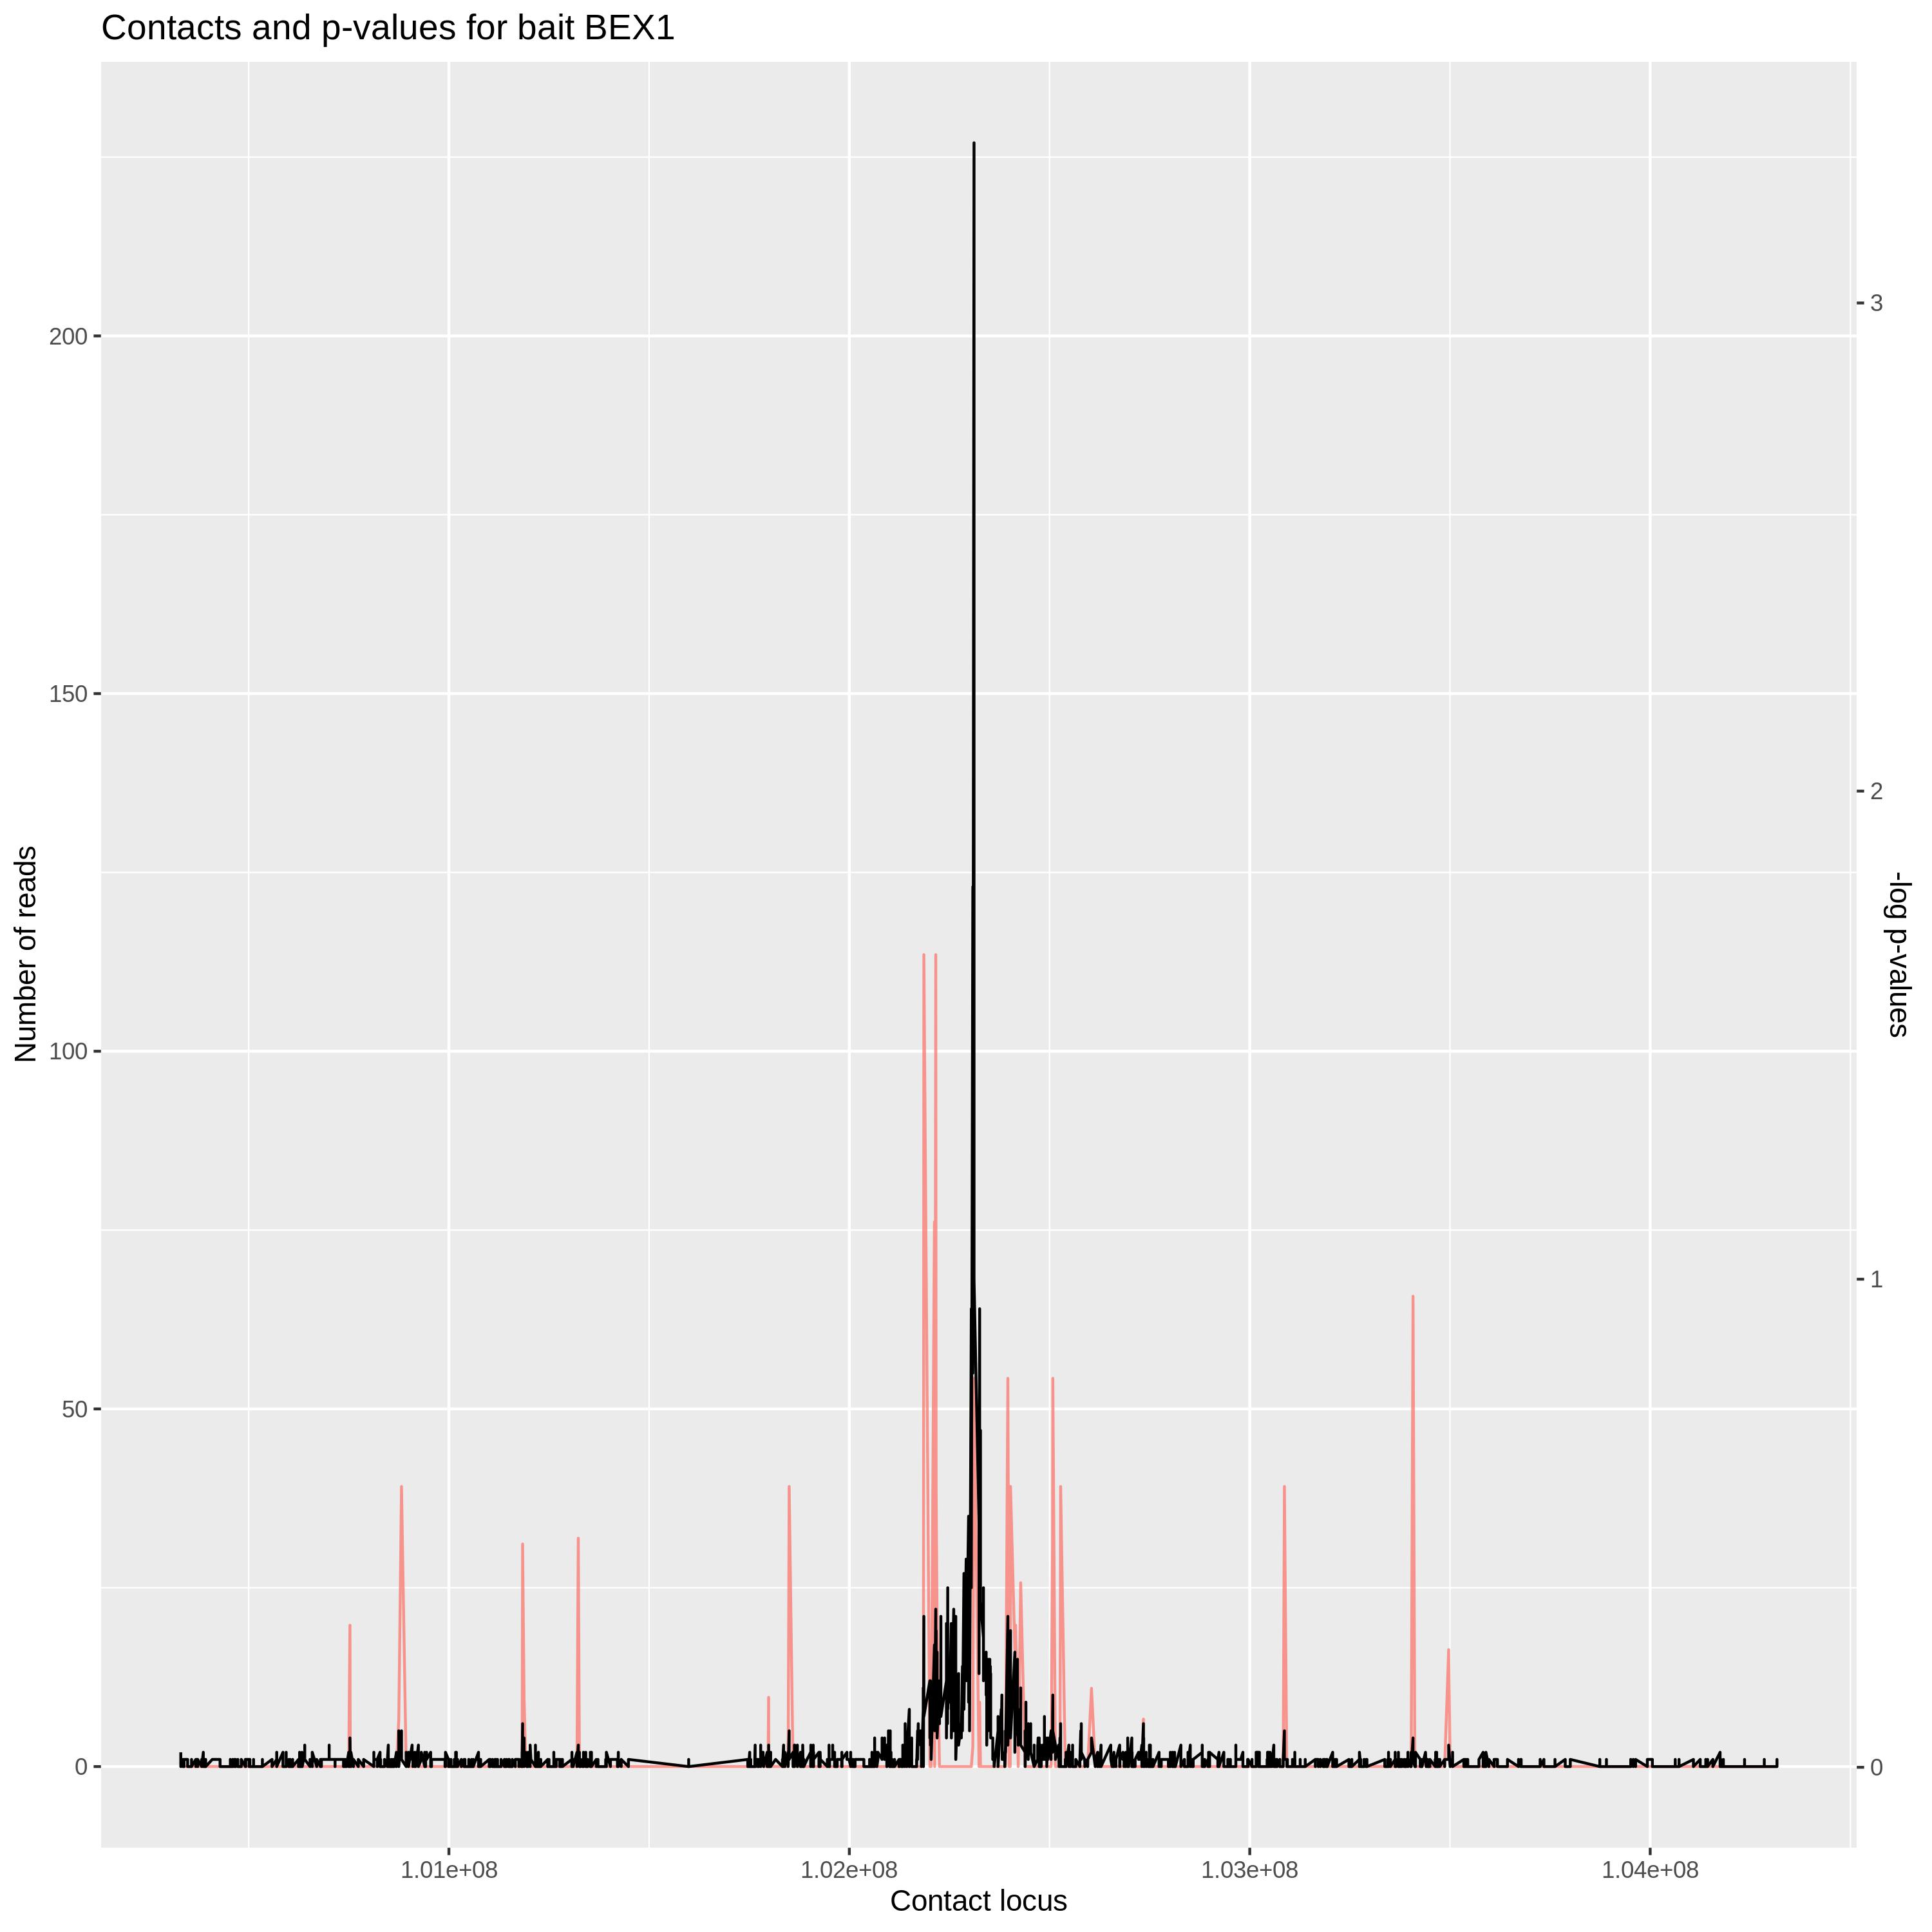 Contacts and p-values for bait BEX1
Number of reads
200
150
100
50
0
3
2
1
0
-log p-values
1.01e+08
1.02e+08
1.03e+08
1.04e+08
Contact locus